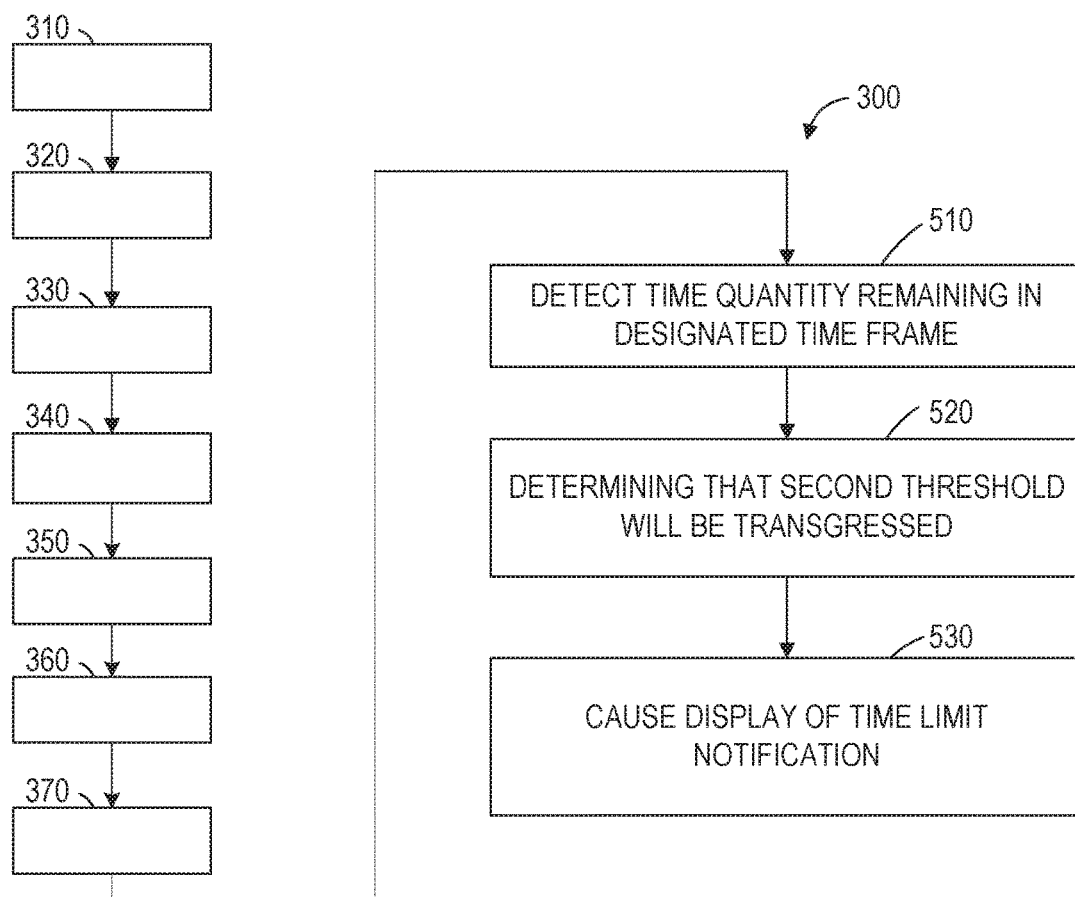 310
320
330
340
350
360
370
300
510
DETECT TIME QUANTITY REMAINING IN
DESIGNATED TIME FRAME
520
DETERMINING THAT SECOND THRESHOLD
WILL BE TRANSGRESSED
530
CAUSE DISPLAY OF TIME LIMIT
NOTIFICATION